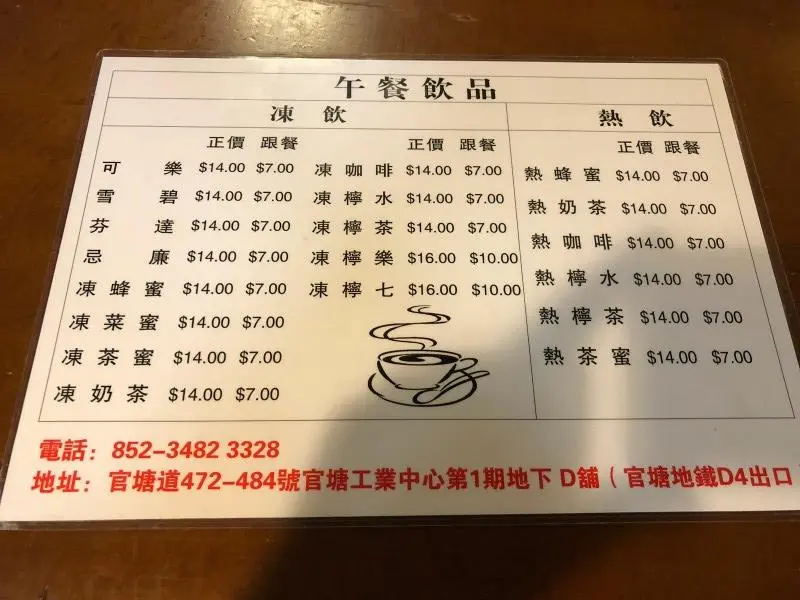 午餐飲品
凍飲 熱飲
正價 跟餐 正價 跟餐 正價 跟餐
可樂 $14.00 $7.00 凍咖啡 $14.00 $7.00 熱蜂蜜 $14.00 $7.00
雪碧 $14.00 $7.00 凍檸水 $14.00 $7.00 熱奶茶 $14.00 $7.00
芬達 $14.00 $7.00 凍檸茶 $14.00 $7.00 熱咖啡 $14.00 $7.00
忌廉 $14.00 $7.00 凍檸樂 $16.00 $10.00 熱檸水 $14.00 $7.00
凍蜂蜜 $14.00 $7.00 凍檸七 $16.00 $10.00 熱檸茶 $14.00 $7.00
凍菜蜜 $14.00 $7.00 熱茶蜜 $14.00 $7.00
凍茶蜜 $14.00 $7.00
凍奶茶 $14.00 $7.00
電話：852-3482 3328
地址：官塘道472-484號官塘工業中心第1期地下 D舖（官塘地鐵D4出口